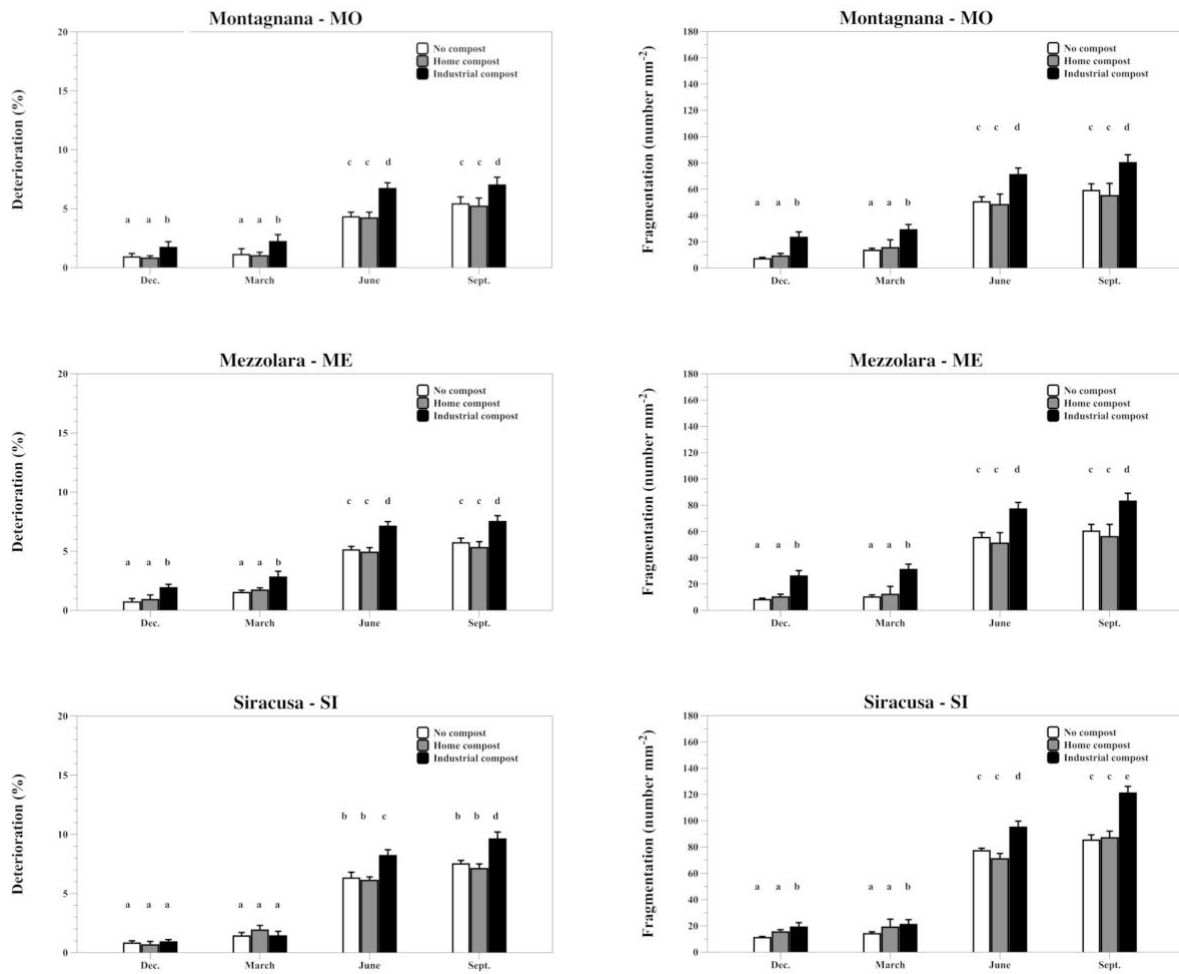 Montagnana - MO
Deterioration (%)
20
15
10
5
0
No compost
Home compost
Industrial compost
a a b
a a b
c c d
c c d
Dec. March June Sept.
Montagnana - MO
Fragmentation (number mm-2)
180
160
140
120
100
80
60
40
20
0
No compost
Home compost
Industrial compost
a a b
a a b
c c d
c c d
Dec. March June Sept.
Mezzolara - ME
Deterioration (%)
20
15
10
5
0
No compost
Home compost
Industrial compost
a a b
a a b
c c d
c c d
Dec. March June Sept.
Mezzolara - ME
Fragmentation (number mm-2)
180
160
140
120
100
80
60
40
20
0
No compost
Home compost
Industrial compost
a a b
a a b
c c d
c c d
Dec. March June Sept.
Siracusa - SI
Deterioration (%)
20
15
10
5
0
No compost
Home compost
Industrial compost
a a a
a a a
b b c
b b d
Dec. March June Sept.
Siracusa - SI
Fragmentation (number mm-2)
180
160
140
120
100
80
60
40
20
0
No compost
Home compost
Industrial compost
a a b
a a b
c c d
c c e
Dec. March June Sept.